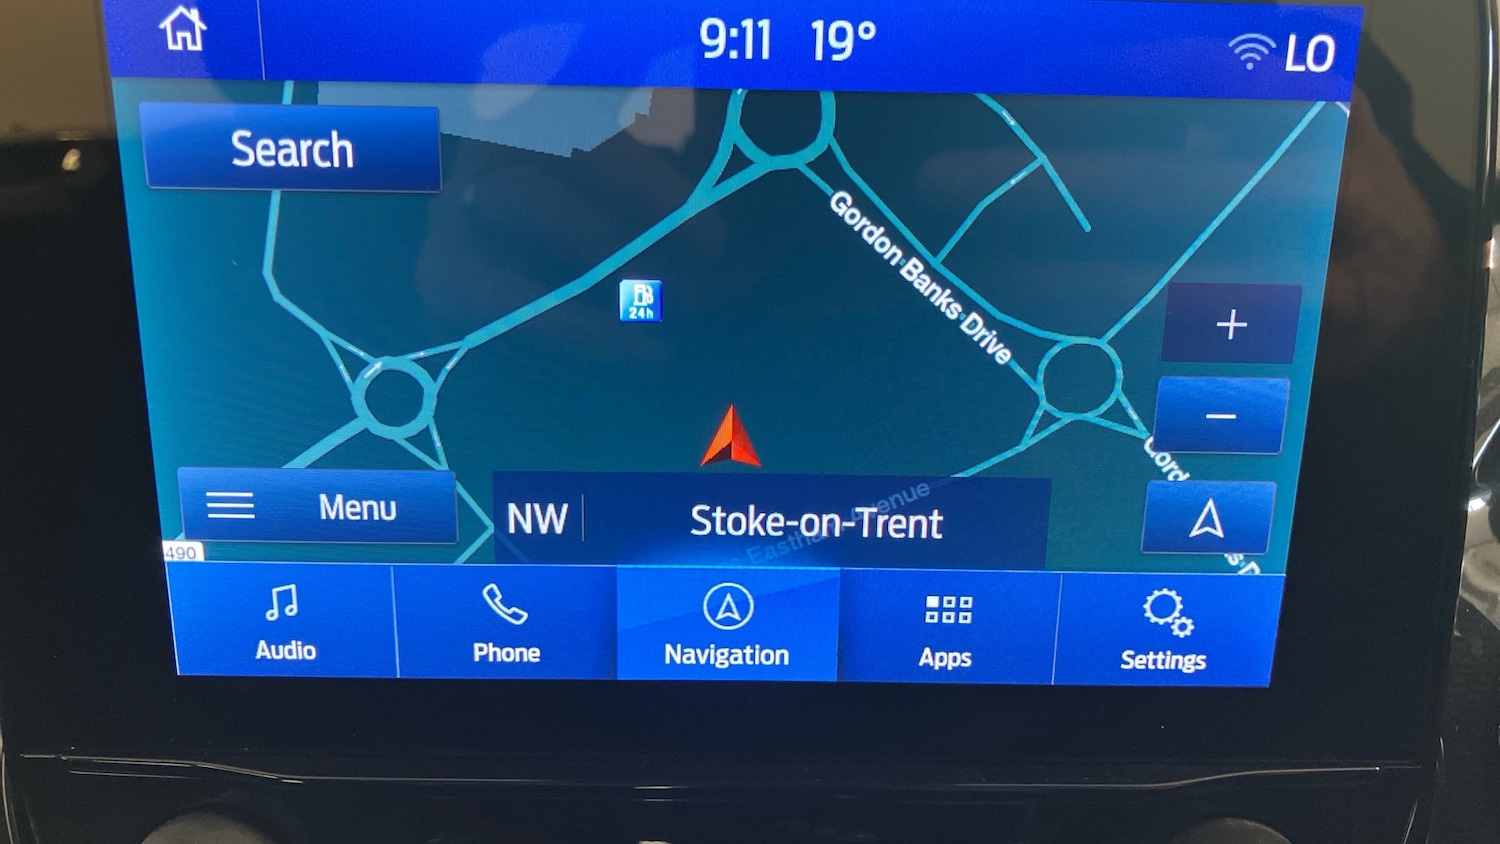 9:11 19° LO
Search
Gordon Banks Drive
24h
+
−
Menu
NW Stoke-on-Trent
490
Audio
Phone
Navigation
Apps
Settings